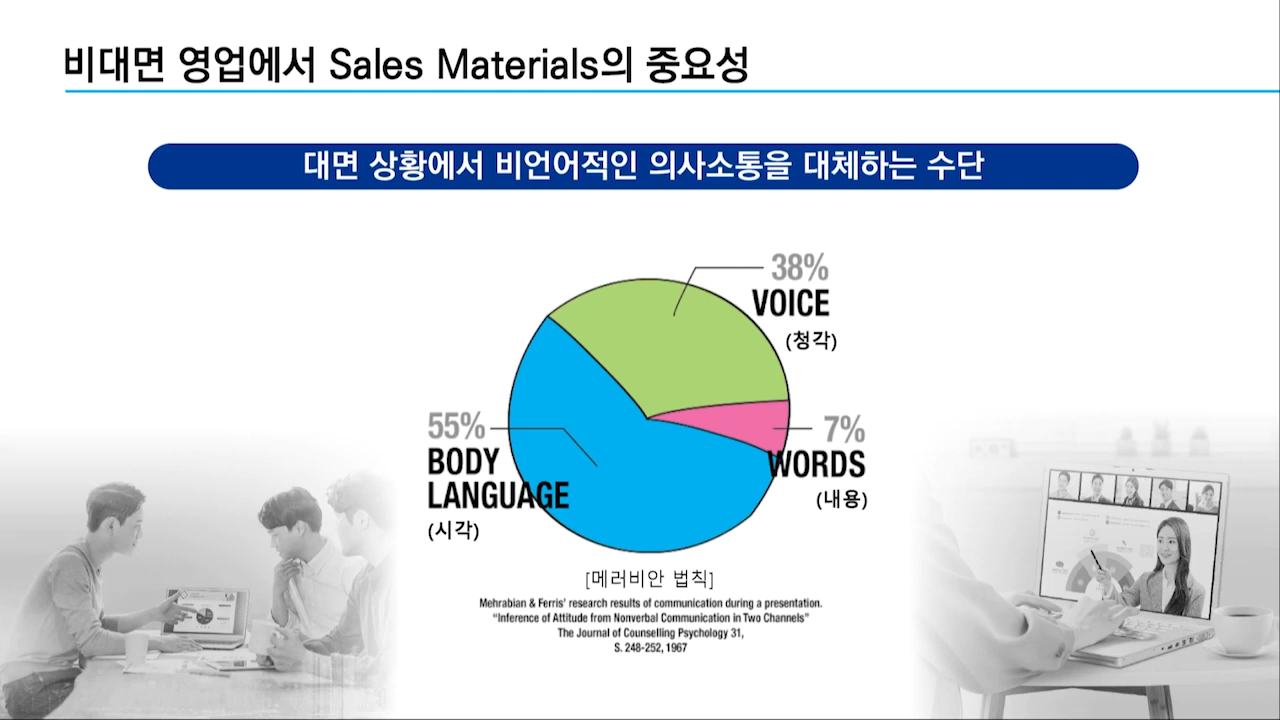 비대면 영업에서 Sales Materials의 중요성
대면 상황에서 비언어적인 의사소통을 대체하는 수단
38%
VOICE
(청각)
55%
BODY
LANGUAGE
(시각)
7%
WORDS
(내용)
[메러비안 법칙]
Mehrabian & Ferris' research results of communication during a presentation.
"Inference of Attitude from Nonverbal Communication in Two Channels"
The Journal of Counselling Psychology 31,
S. 248-252, 1967